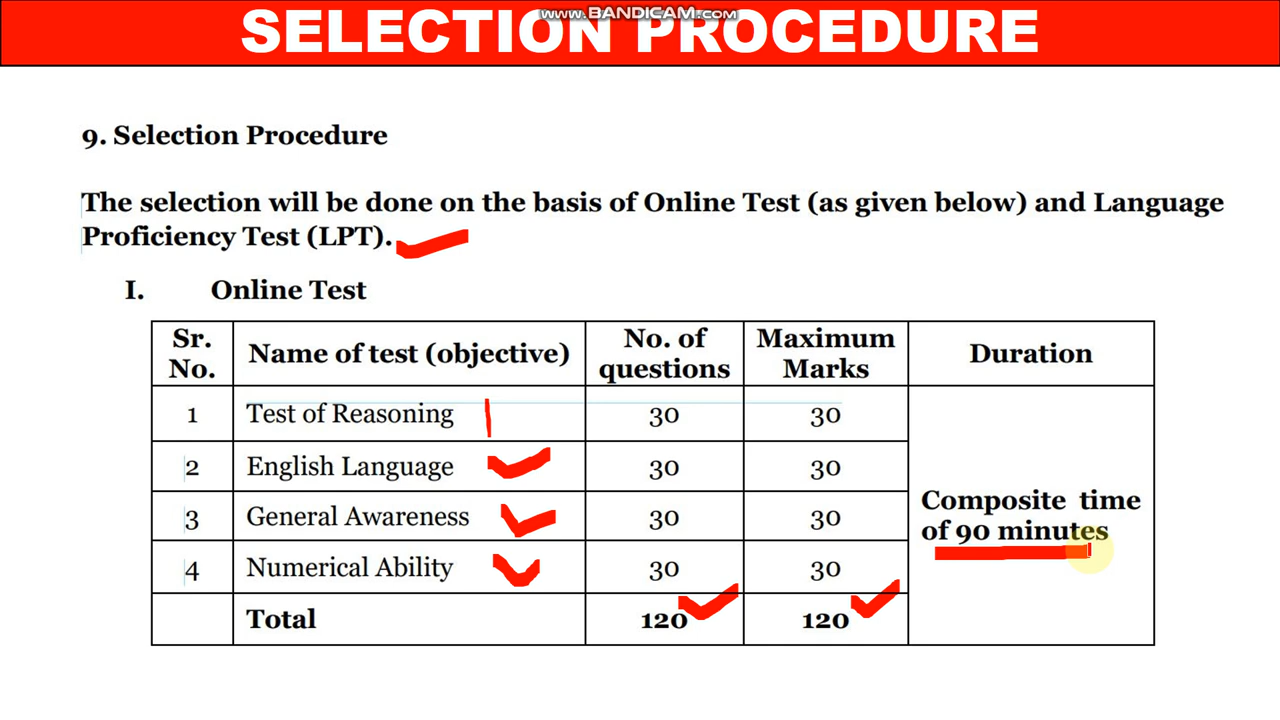 www.BANDICAM.com
SELECTION PROCEDURE
9. Selection Procedure
The selection will be done on the basis of Online Test (as given below) and Language
Proficiency Test (LPT).
I. Online Test
Sr. No. Name of test (objective) No. of questions Maximum Marks Duration
1 Test of Reasoning 30 30
2 English Language 30 30
3 General Awareness 30 30
4 Numerical Ability 30 30
Total 120 120
Composite time
of 90 minutes